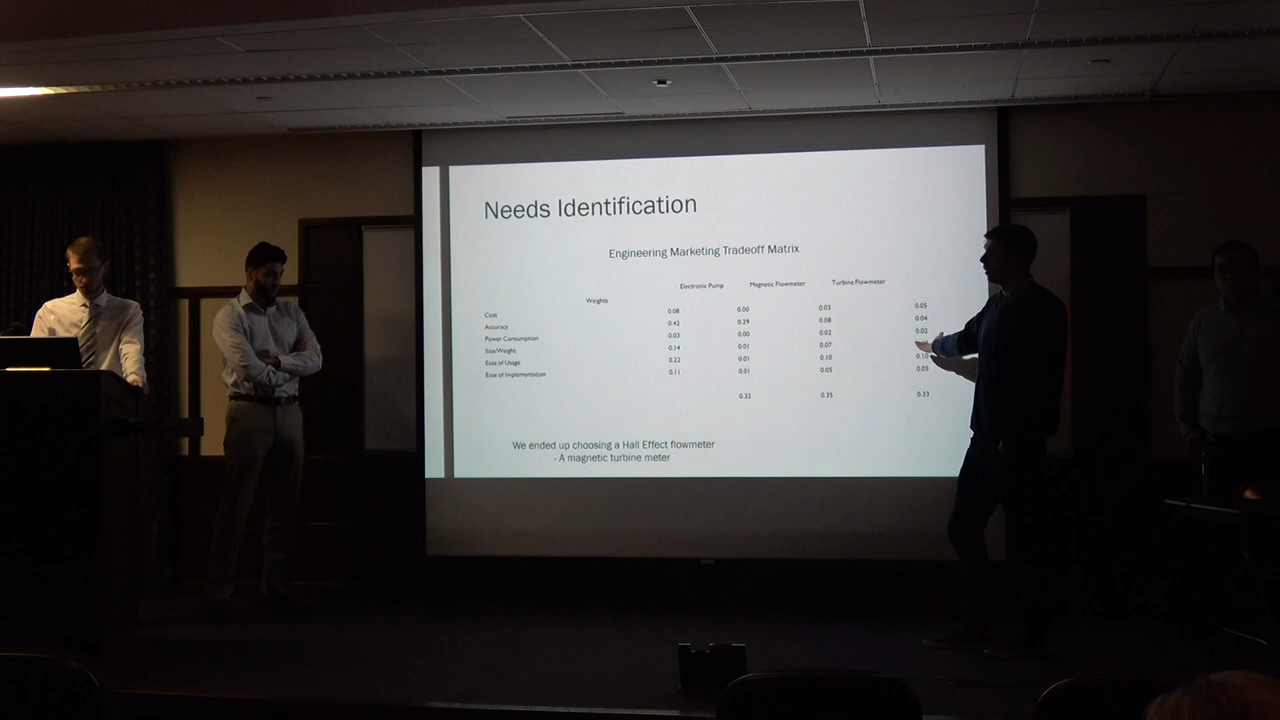 Needs Identification
Engineering Marketing Tradeoff Matrix
Weights Electronic Pump Magnetic Flowmeter Turbine Flowmeter
Cost 0.08 0.00 0.03 0.05
Accuracy 0.42 0.29 0.08 0.04
Power Consumption 0.03 0.00 0.02 0.02
Size/Weight 0.14 0.01 0.07
Ease of Usage 0.22 0.01 0.10 0.10
Ease of Implementation 0.11 0.01 0.05 0.05
0.32 0.35 0.33
We ended up choosing a Hall Effect flowmeter
- A magnetic turbine meter